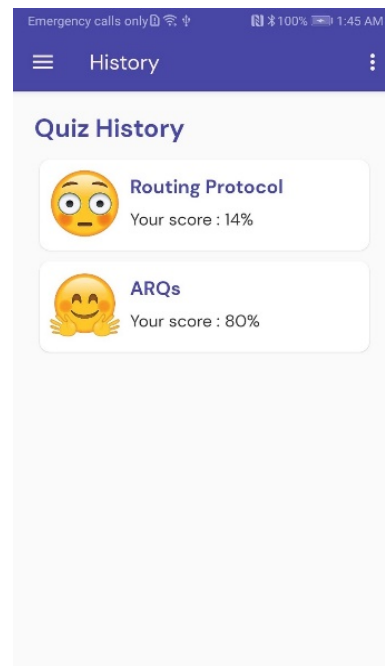 Emergency calls only 100% 1:45 AM
History
Quiz History
Routing Protocol
Your score : 14%
ARQs
Your score : 80%